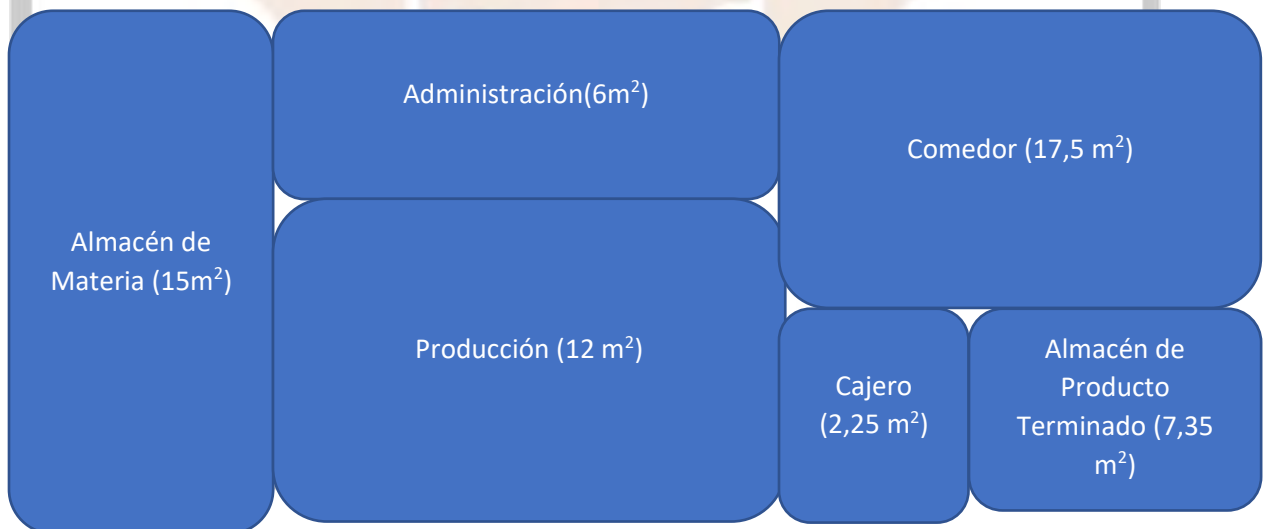 Administración(6m²)
Comedor (17,5 m²)
Almacén de
Materia (15m²)
Producción (12 m²)
Cajero
(2,25 m²)
Almacén de
Producto
Terminado (7,35
m²)